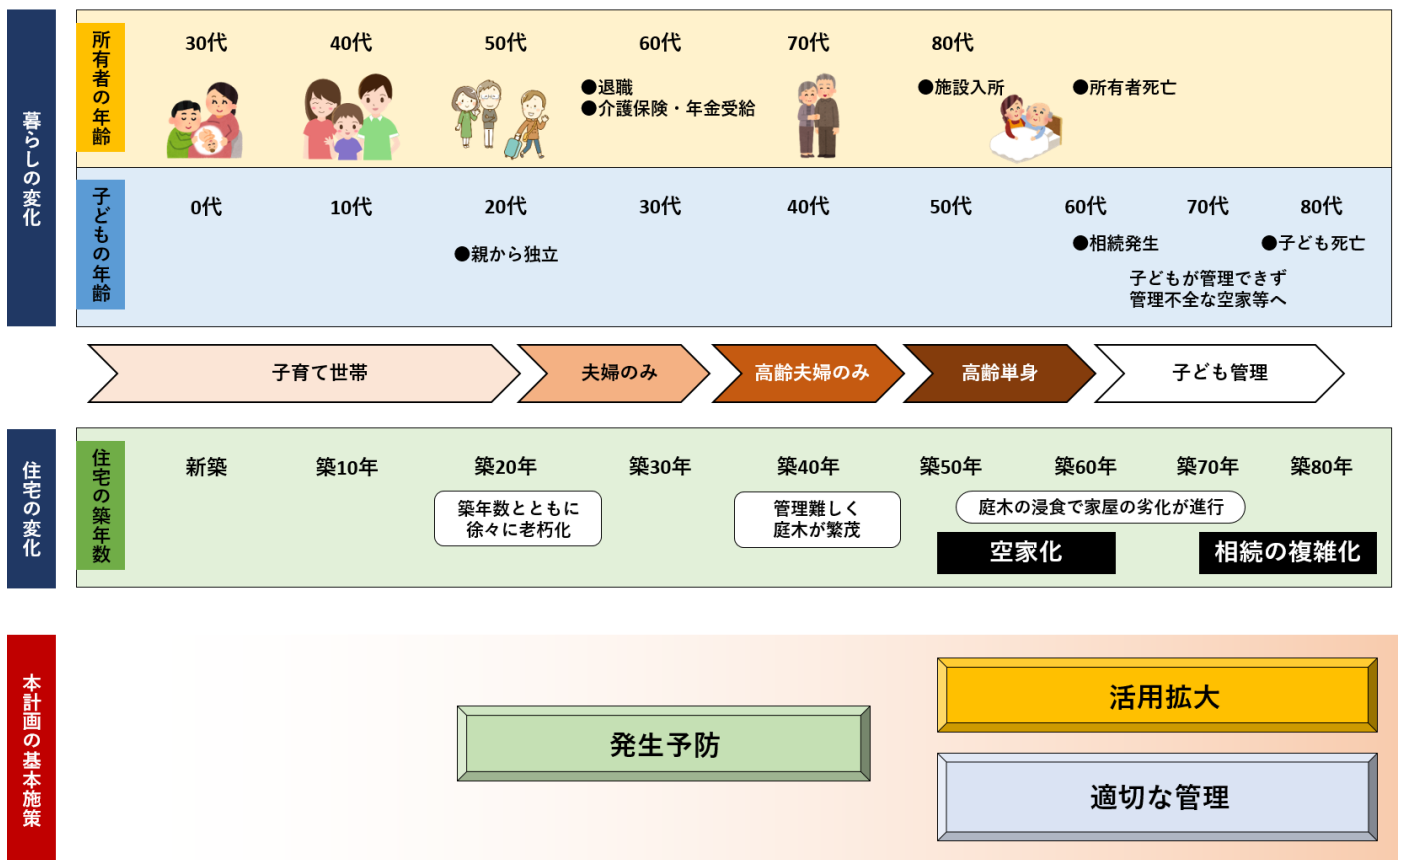 暮らしの変化
所有者の年齢
30代
40代
50代
60代
70代
80代
●退職
●介護保険・年金受給
●施設入所
●所有者死亡
子どもの年齢
0代
10代
20代
30代
40代
50代
60代
70代
80代
●親から独立
●相続発生
●子ども死亡
子どもが管理できず
管理不全な空家等へ
子育て世帯
夫婦のみ
高齢夫婦のみ
高齢単身
子ども管理
住宅の変化
住宅の築年数
新築
築10年
築20年
築30年
築40年
築50年
築60年
築70年
築80年
築年数とともに
徐々に老朽化
管理難しく
庭木が繁茂
庭木の浸食で家屋の劣化が進行
空家化
相続の複雑化
本計画の基本施策
発生予防
活用拡大
適切な管理